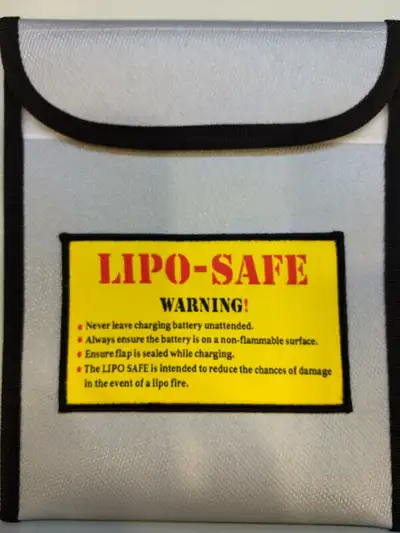 LIPO-SAFE
WARNING!
Never leave charging battery unattended.
Always ensure the battery is on a non-flammable surface.
Ensure flap is sealed while charging.
The LIPO SAFE is intended to reduce the chances of damage
in the event of a lipo fire.